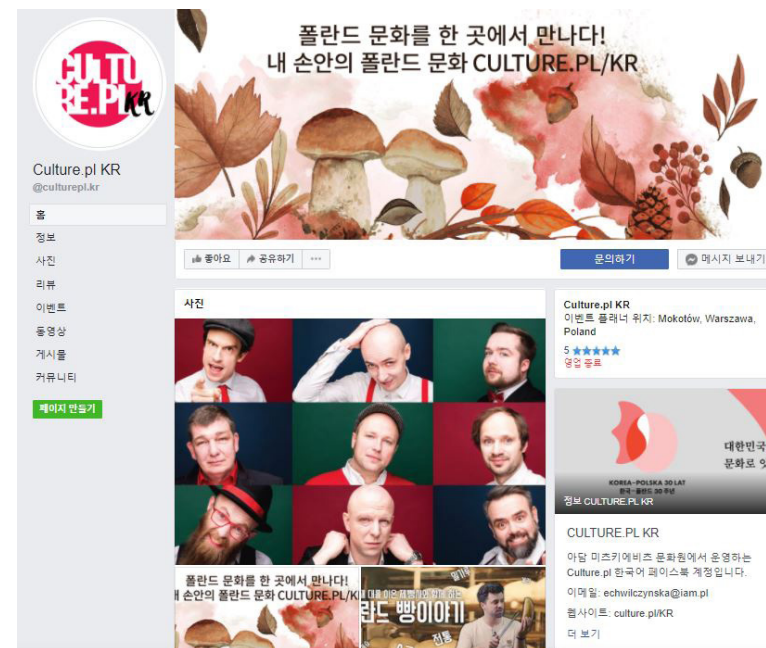 CULTU
RE.PL KR
폴란드 문화를 한 곳에서 만나다!
내 손안의 폴란드 문화 CULTURE.PL/KR
Culture.pl KR
@culturepl.kr
홈
정보
사진
리뷰
이벤트
동영상
게시물
커뮤니티
페이지 만들기
좋아요
공유하기
문의하기
메시지 보내기
사진
Culture.pl KR
이벤트 플래너 위치: Mokotów, Warszawa,
Poland
5 ★★★★★
영업 종료
대한민국
문화로
KOREA–POLSKA 30 LAT
한국–폴란드 30주년
정보 CULTURE.PL KR
CULTURE.PL KR
아담 미츠키에비츠 문화원에서 운영하는
Culture.pl 한국어 페이스북 계정입니다.
이메일: echwilczynska@iam.pl
웹사이트: culture.pl/KR
더 보기
폴란드 문화를 한 곳에서 만나다!
손안의 폴란드 문화 CULTURE.PL/K
빵이야기
전통